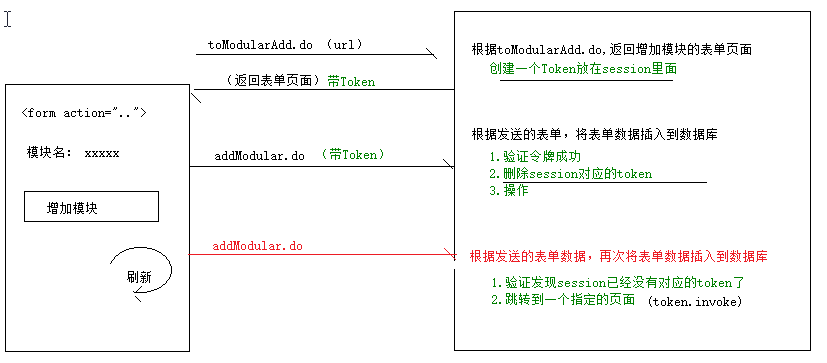 toModularAdd.do （url）
（返回表单页面）带Token
<form action="..">
模块名： xxxxx
增加模块
刷新
addModular.do （带Token）
addModular.do
根据toModularAdd.do,返回增加模块的表单页面
创建一个Token放在session里面
根据发送的表单，将表单数据插入到数据库
1.验证令牌成功
2.删除session对应的token
3.操作
根据发送的表单数据，再次将表单数据插入到数据库
1.验证发现session已经没有对应的token了
2.跳转到一个指定的页面 (token.invoke)